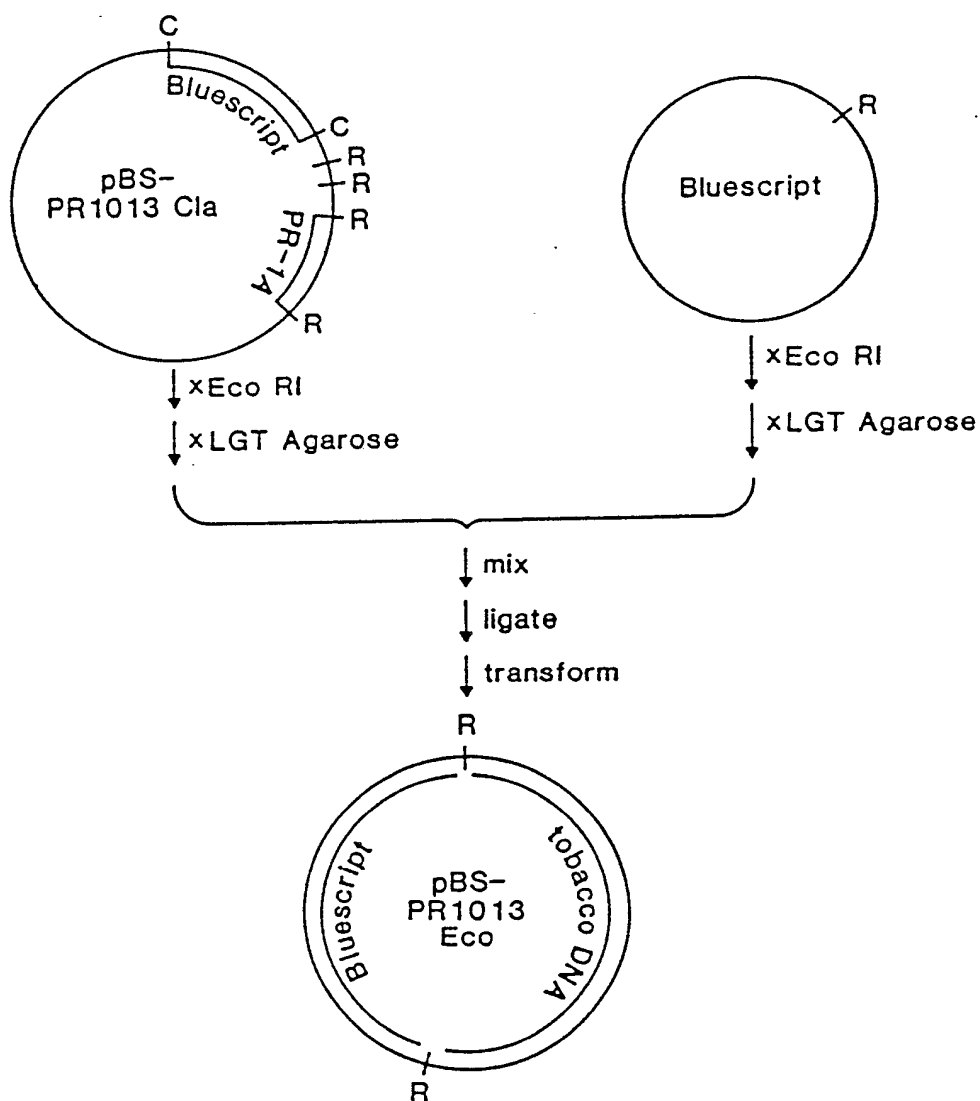 C
Bluescript
C
R
R
R
PR-1A
R
pBS-
PR1013 Cla
R
Bluescript
xEco RI
xLGT Agarose
xEco RI
xLGT Agarose
mix
ligate
transform
R
Bluescript
tobacco DNA
pBS-
PR1013
Eco
R